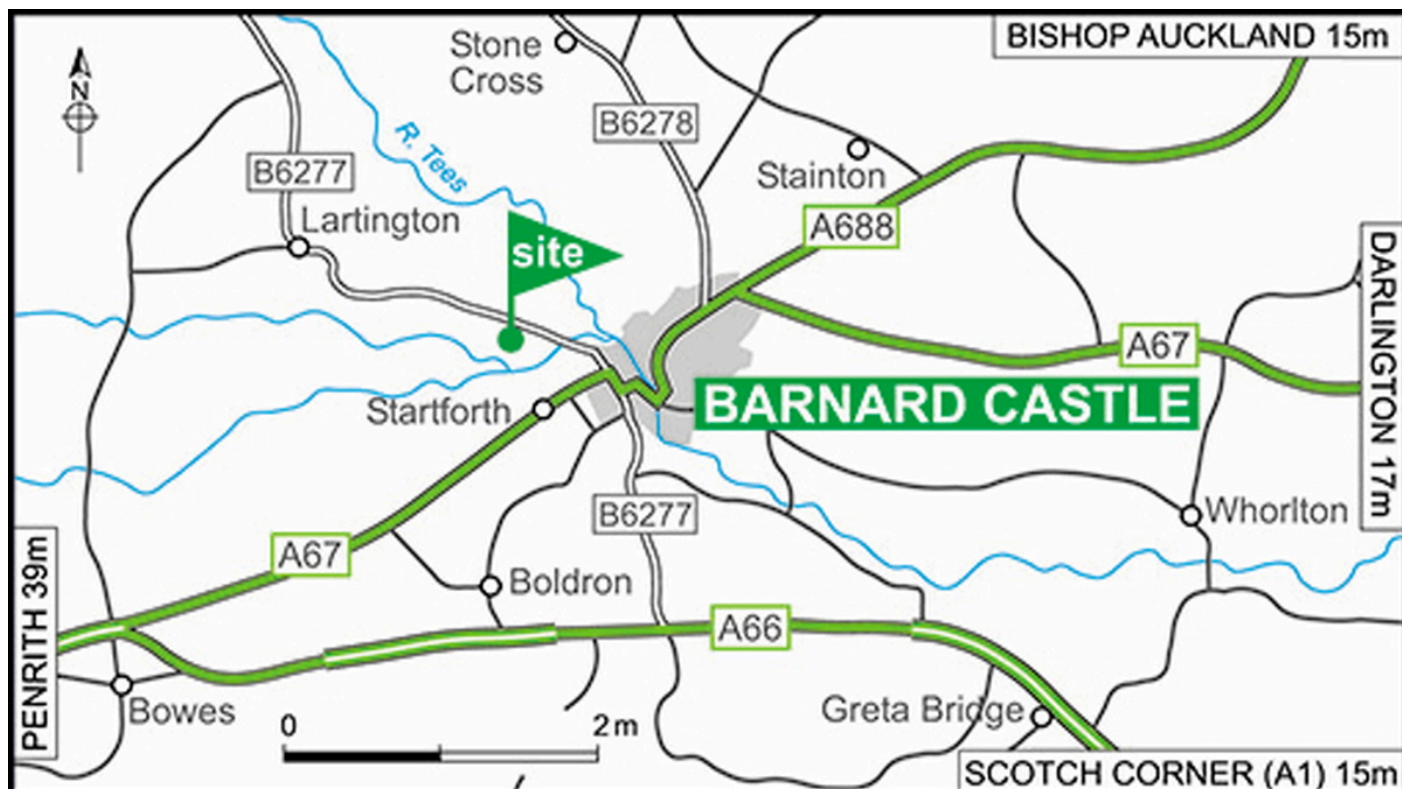 BISHOP AUCKLAND 15m
Stone
Cross
N
B6278
R. Tees
B6277
Stainton
Lartington
A688
site
DARLINGTON 17m
A67
BARNARD CASTLE
Startforth
B6277
Whorlton
A67
Boldron
PENRITH 39m
A66
Bowes
Greta Bridge
0 2 m
SCOTCH CORNER (A1) 15m